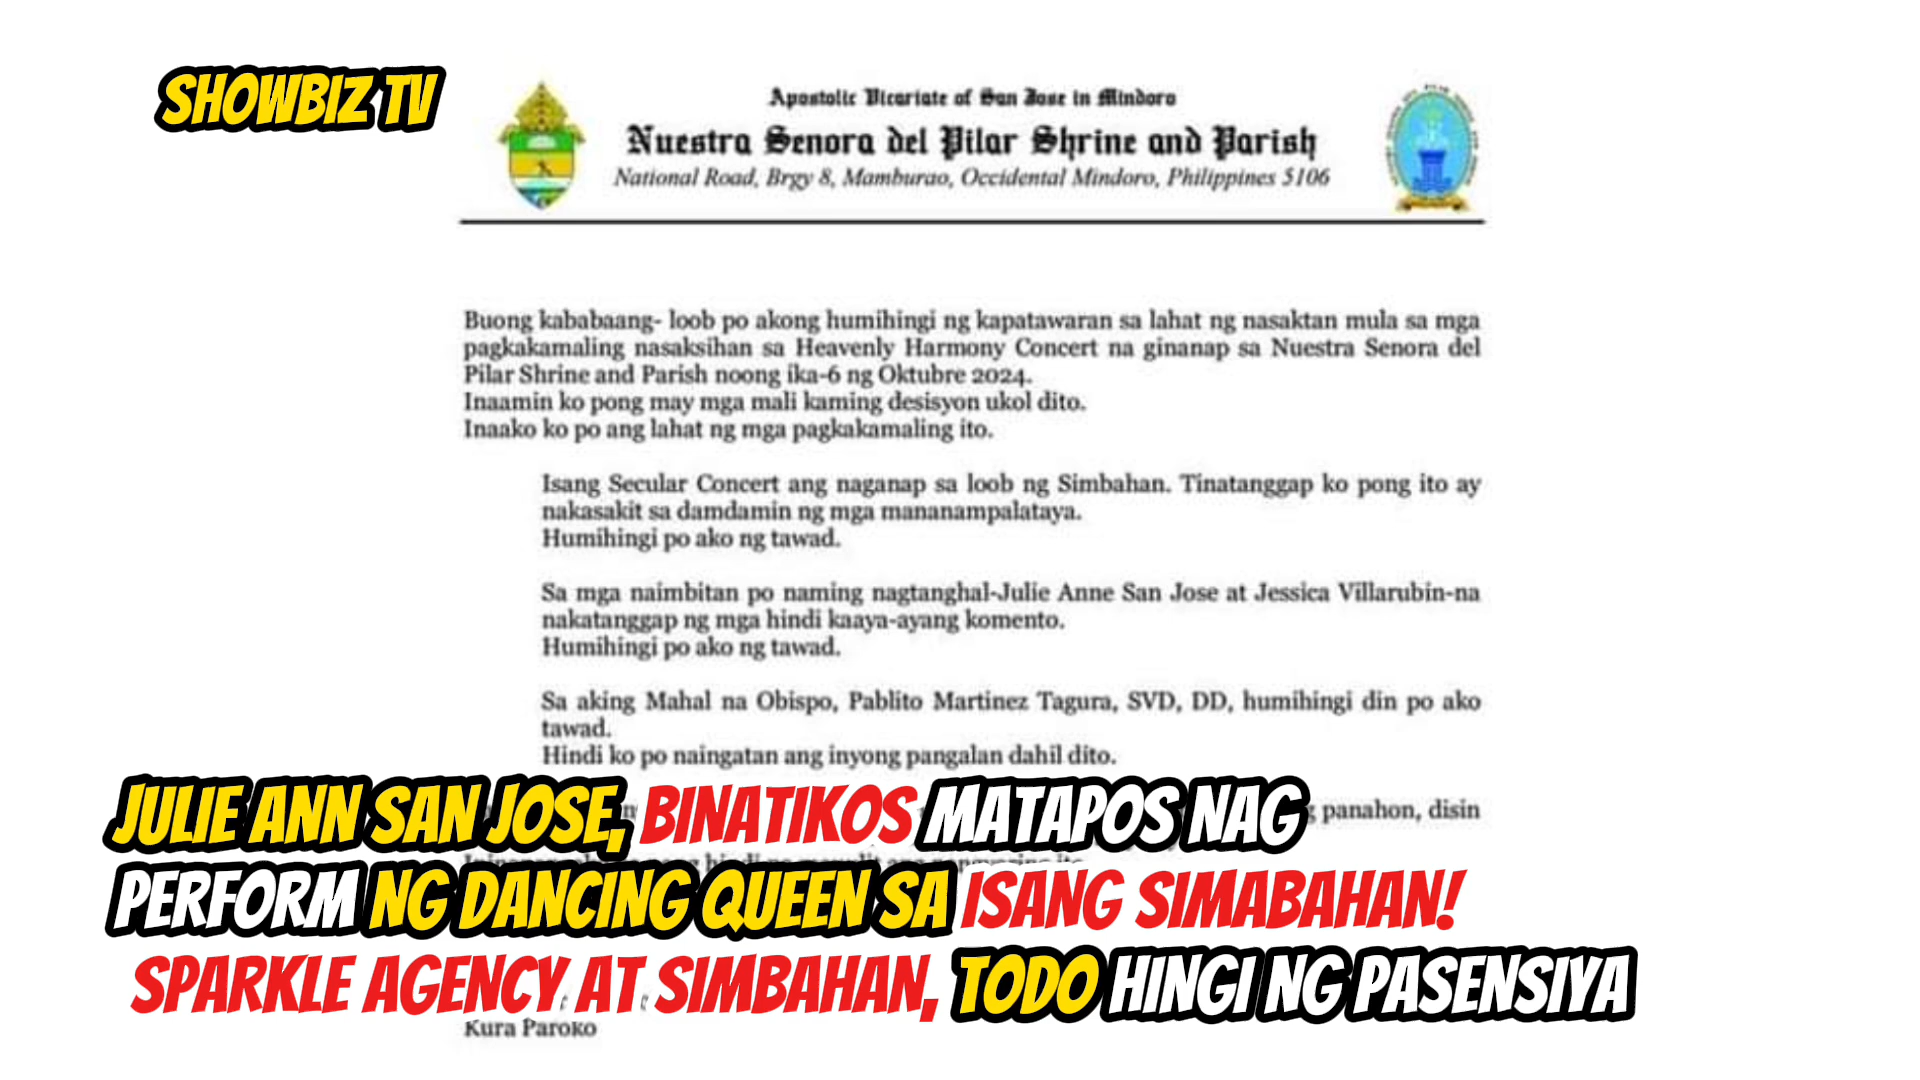 SHOWBIZ TV
Apostolic Vicariate of San Jose in Mindoro
Nuestra Senora del Pilar Shrine and Parish
National Road, Brgy 8, Mamburao, Occidental Mindoro, Philippines 5106
Buong kababaang- loob po akong humihingi ng kapatawaran sa lahat ng nasaktan mula sa mga
pagkakamaling nasaksihan sa Heavenly Harmony Concert na ginanap sa Nuestra Senora del
Pilar Shrine and Parish noong ika-6 ng Oktubre 2024.
Inaamin ko pong may mga mali kaming desisyon ukol dito.
Inaako ko po ang lahat ng mga pagkakamaling ito.
Isang Secular Concert ang naganap sa loob ng Simbahan. Tinatanggap ko pong ito ay
nakasakit sa damdamin ng mga mananampalataya.
Humihingi po ako ng tawad.
Sa mga naimbitan po naming nagtanghal-Julie Anne San Jose at Jessica Villarubin-na
nakatanggap ng mga hindi kaaya-ayang komento.
Humihingi po ako ng tawad.
Sa aking Mahal na Obispo, Pablito Martinez Tagura, SVD, DD, humihingi din po ako
tawad.
Hindi ko po naingatan ang inyong pangalan dahil dito.
panahon, disin
JULIE ANN SAN JOSE, BINATIKOS MATAPOS NAG
PERFORM NG DANCING QUEEN SA ISANG SIMABAHAN!
SPARKLE AGENCY AT SIMBAHAN, TODO HINGI NG PASENSIYA
Kura Paroko